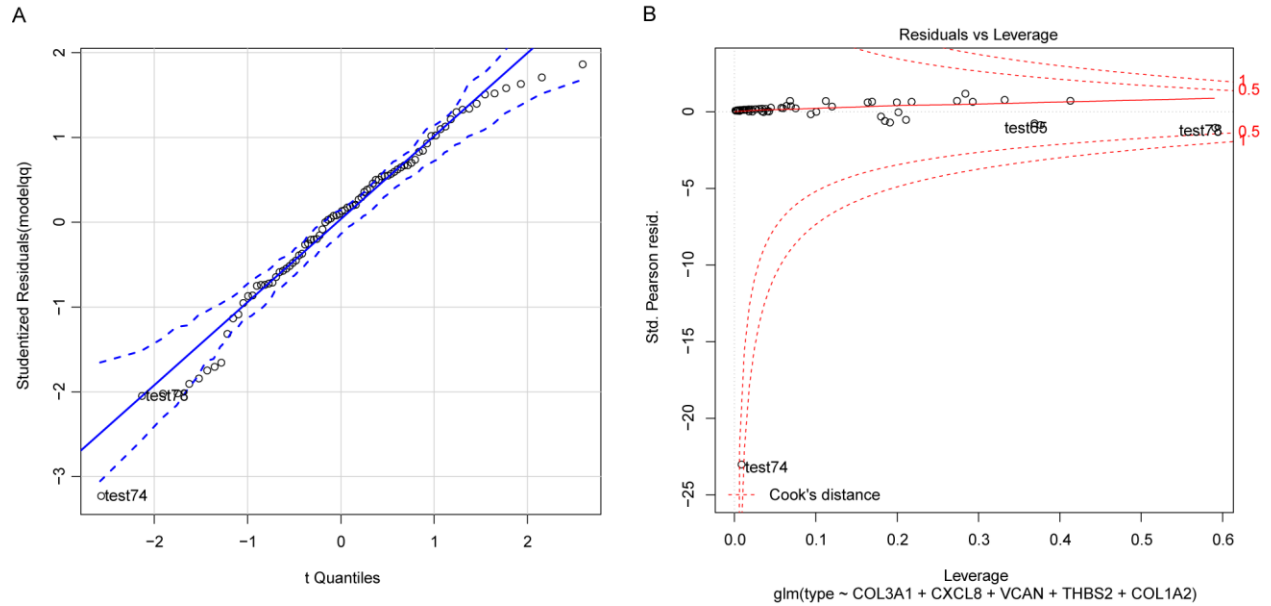 A
Studentized Residuals(modelqq)
2
1
0
−1
−2
−3
test78
test74
−2
−1
0
1
2
t Quantiles
B
Residuals vs Leverage
Std. Pearson resid.
0
−5
−10
−15
−20
−25
1
0.5
0.5
1
test65
test78
test74
Cook's distance
0.0
0.1
0.2
0.3
0.4
0.5
0.6
Leverage
glm(type ~ COL3A1 + CXCL8 + VCAN + THBS2 + COL1A2)